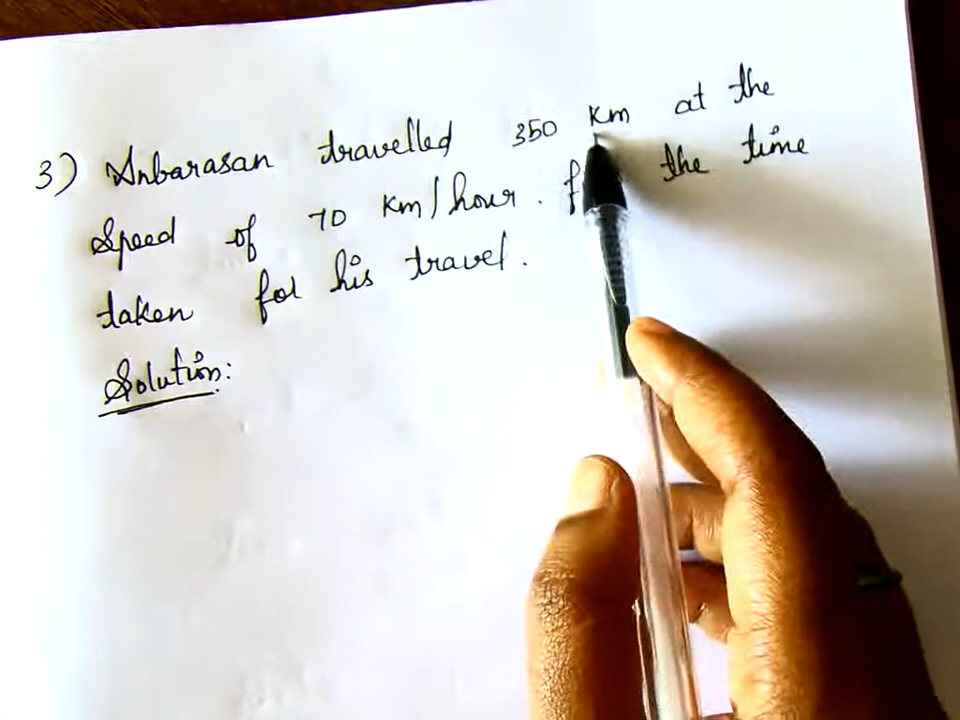 3) Anbarasan travelled 350 km at the
Speed of 70 km/hour. the time
taken for his travel.
Solution: